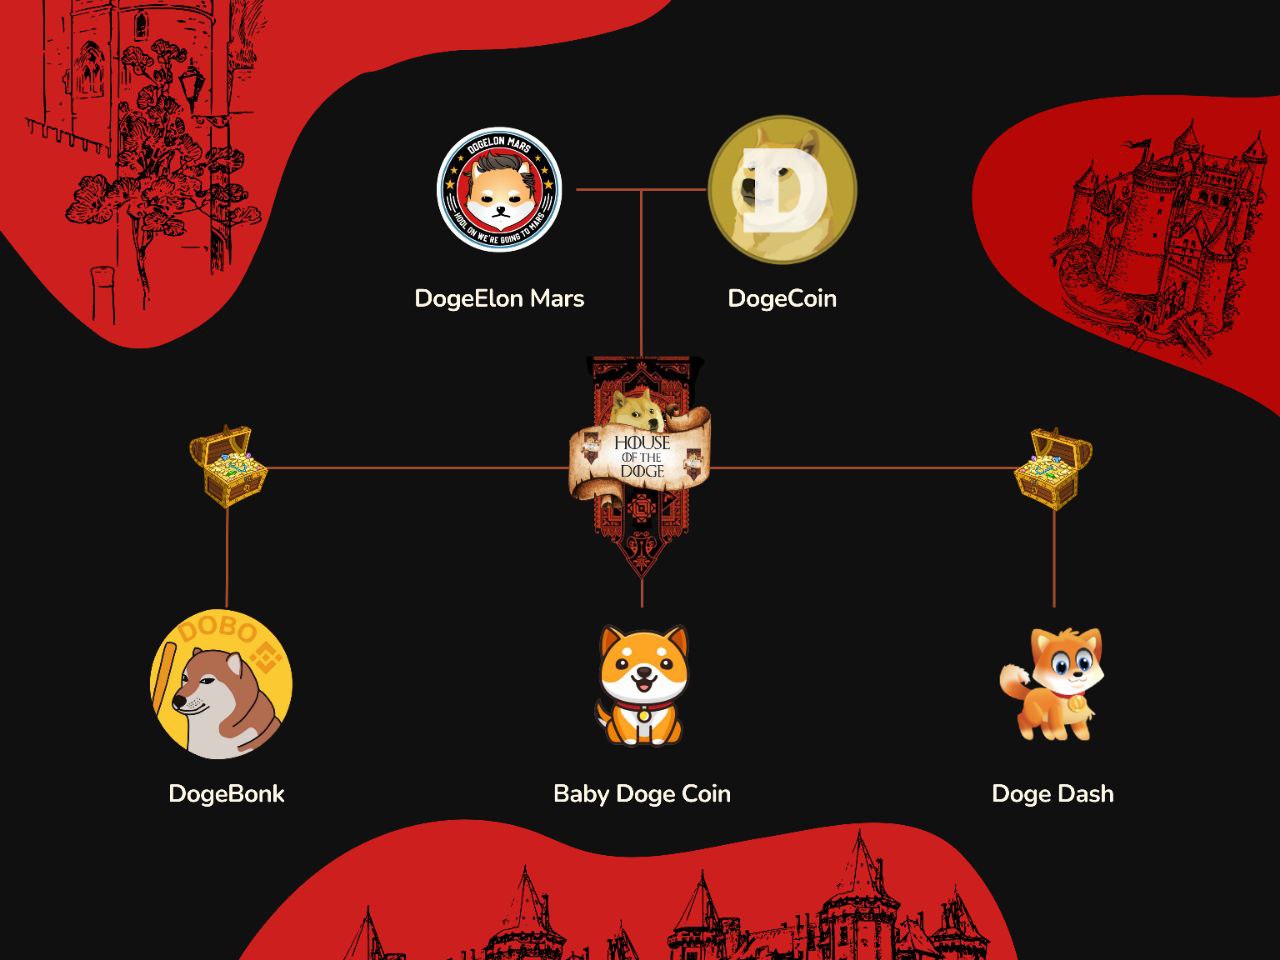 DOGELON MARS
HODL ON WE'RE GOING TO MARS
D
DogeElon Mars
DogeCoin
HOUSE
OF THE
DOGE
DOBO
DogeBonk
Baby Doge Coin
Doge Dash